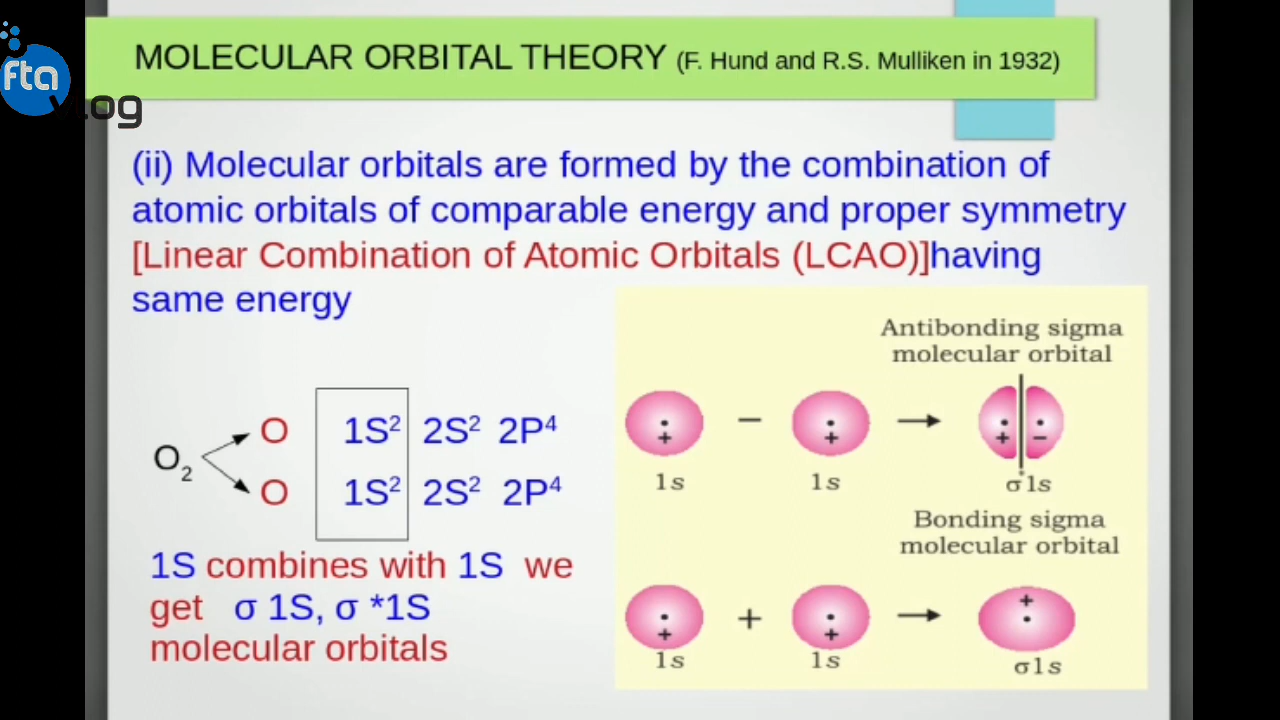 fta
vlog
MOLECULAR ORBITAL THEORY (F. Hund and R.S. Mulliken in 1932)
(ii) Molecular orbitals are formed by the combination of
atomic orbitals of comparable energy and proper symmetry
[Linear Combination of Atomic Orbitals (LCAO)]having
same energy
O₂
O 1S² 2S² 2P⁴
O 1S² 2S² 2P⁴
1S combines with 1S we
get σ 1S, σ *1S
molecular orbitals
Antibonding sigma
molecular orbital
+ − + → + −
1s 1s σ*1s
Bonding sigma
molecular orbital
+ + + → +
1s 1s σ1s